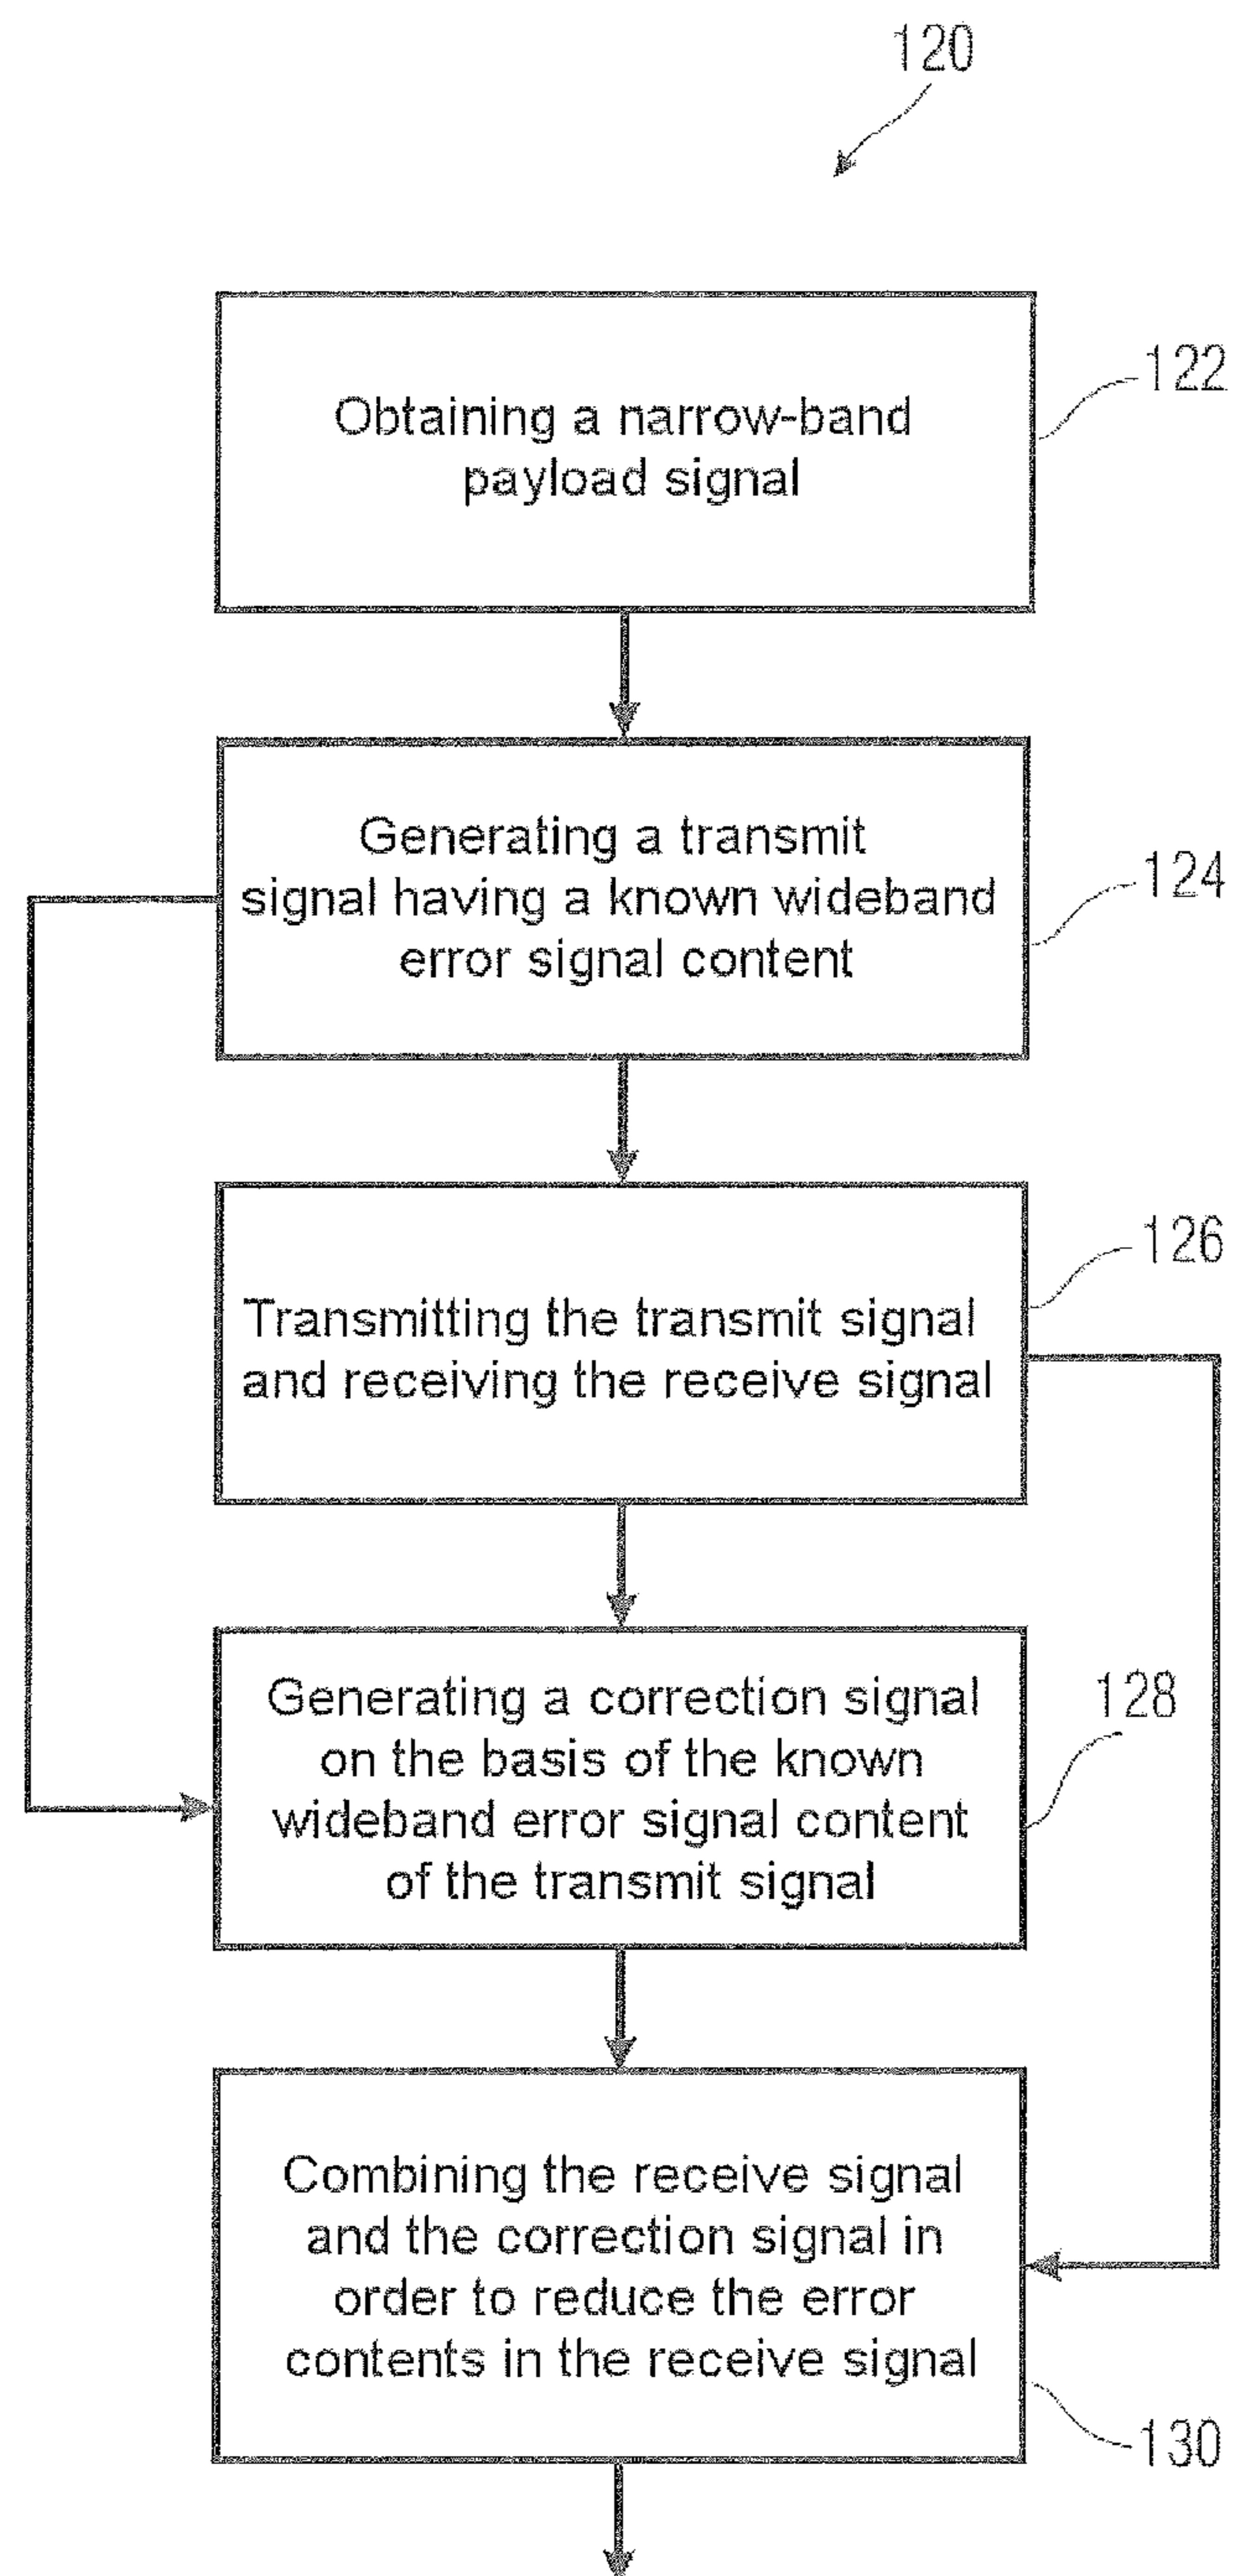 120
Obtaining a narrow-band
payload signal
122
Generating a transmit
signal having a known wideband
error signal content
124
Transmitting the transmit signal
and receiving the receive signal
126
Generating a correction signal
on the basis of the known
wideband error signal content
of the transmit signal
128
Combining the receive signal
and the correction signal in
order to reduce the error
contents in the receive signal
130